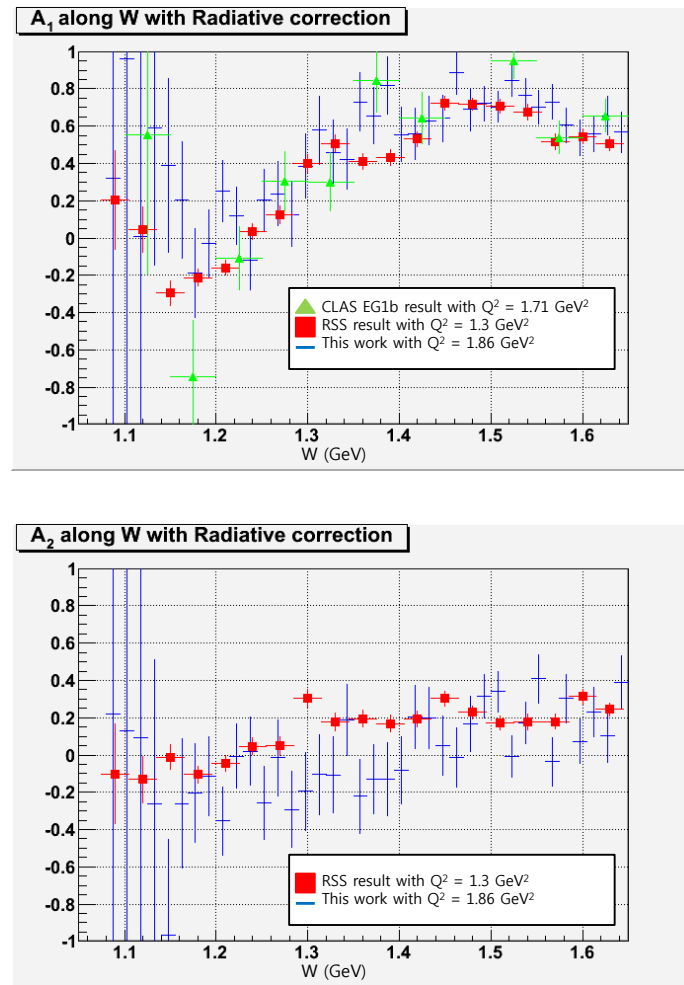 A₁ along W with Radiative correction
1
0.8
0.6
0.4
0.2
0
-0.2
-0.4
-0.6
-0.8
-1
CLAS EG1b result with Q² = 1.71 GeV²
RSS result with Q² = 1.3 GeV²
This work with Q² = 1.86 GeV²
1.1 1.2 1.3 1.4 1.5 1.6
W (GeV)
A₂ along W with Radiative correction
1
0.8
0.6
0.4
0.2
0
-0.2
-0.4
-0.6
-0.8
-1
RSS result with Q² = 1.3 GeV²
This work with Q² = 1.86 GeV²
1.1 1.2 1.3 1.4 1.5 1.6
W (GeV)